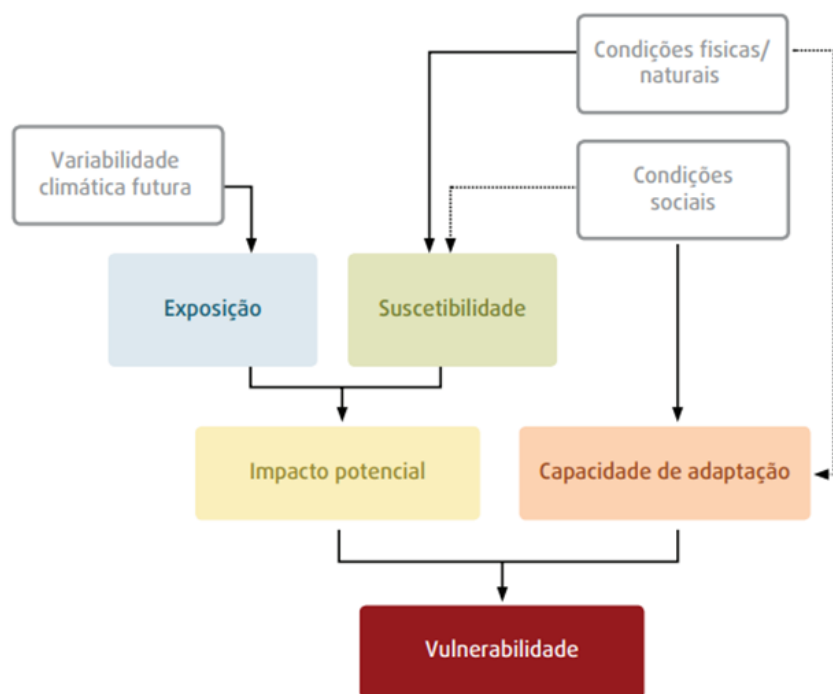 Condições fisicas/
naturais
Variabilidade
climática futura
Condições
sociais
Exposição
Suscetibilidade
Impacto potencial
Capacidade de adaptação
Vulnerabilidade